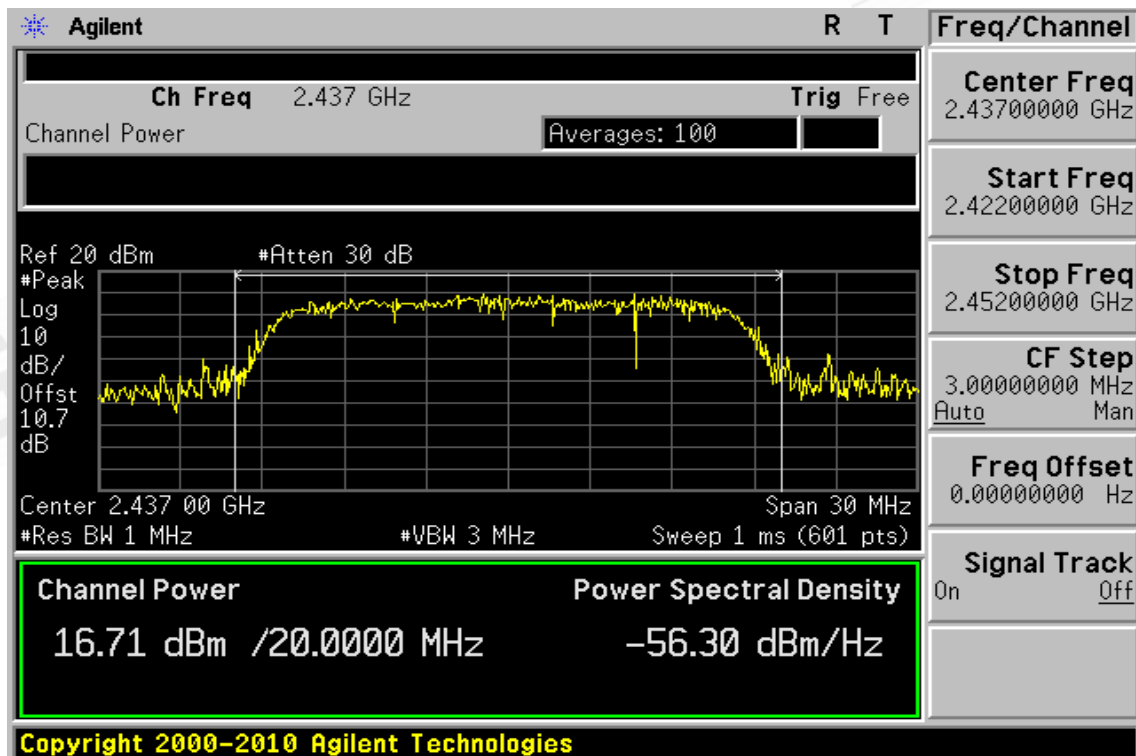 Agilent R T
Freq/Channel
Ch Freq 2.437 GHz Trig Free
Channel Power Averages: 100
Ref 20 dBm #Atten 30 dB
#Peak
Log
10
dB/
Offst
10.7
dB
Center 2.437 00 GHz Span 30 MHz
#Res BW 1 MHz #VBW 3 MHz Sweep 1 ms (601 pts)
Channel Power Power Spectral Density
16.71 dBm /20.0000 MHz -56.30 dBm/Hz
Center Freq
2.43700000 GHz
Start Freq
2.42200000 GHz
Stop Freq
2.45200000 GHz
CF Step
3.00000000 MHz
Auto Man
Freq Offset
0.00000000 Hz
Signal Track
On Off
Copyright 2000-2010 Agilent Technologies